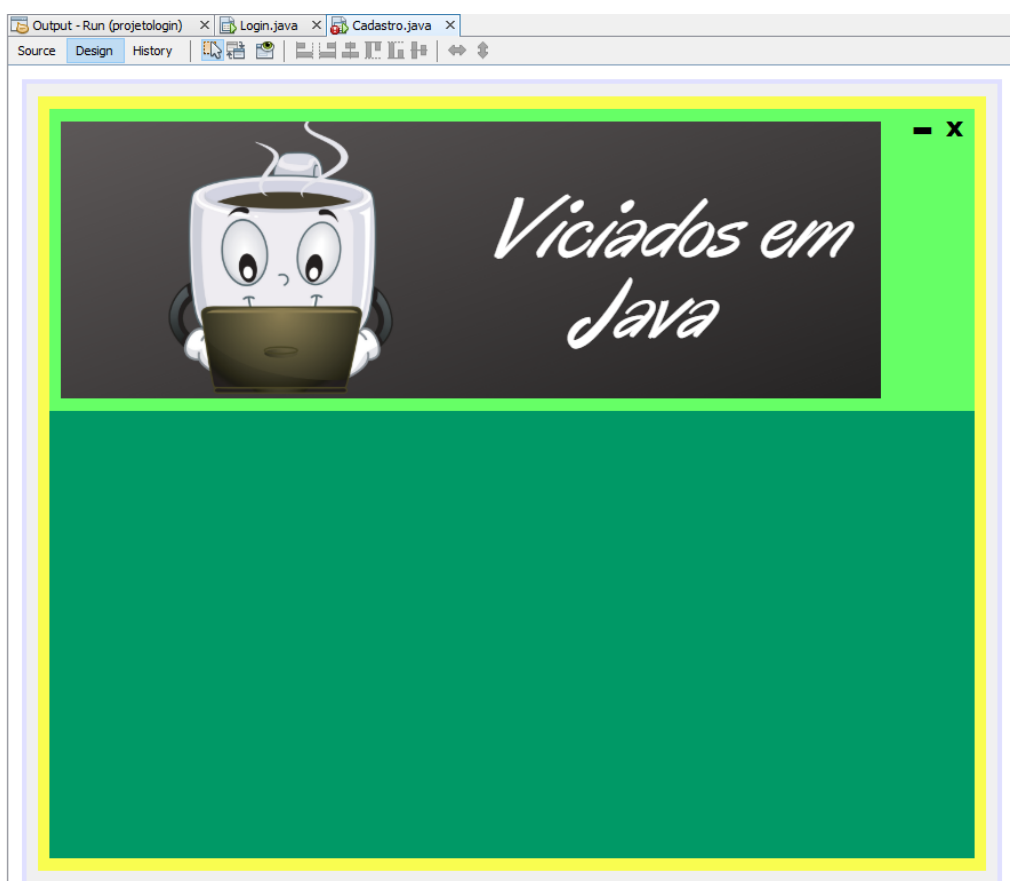 Output - Run (projetologin) Login.java Cadastro.java
Source Design History
Viciados em
Java